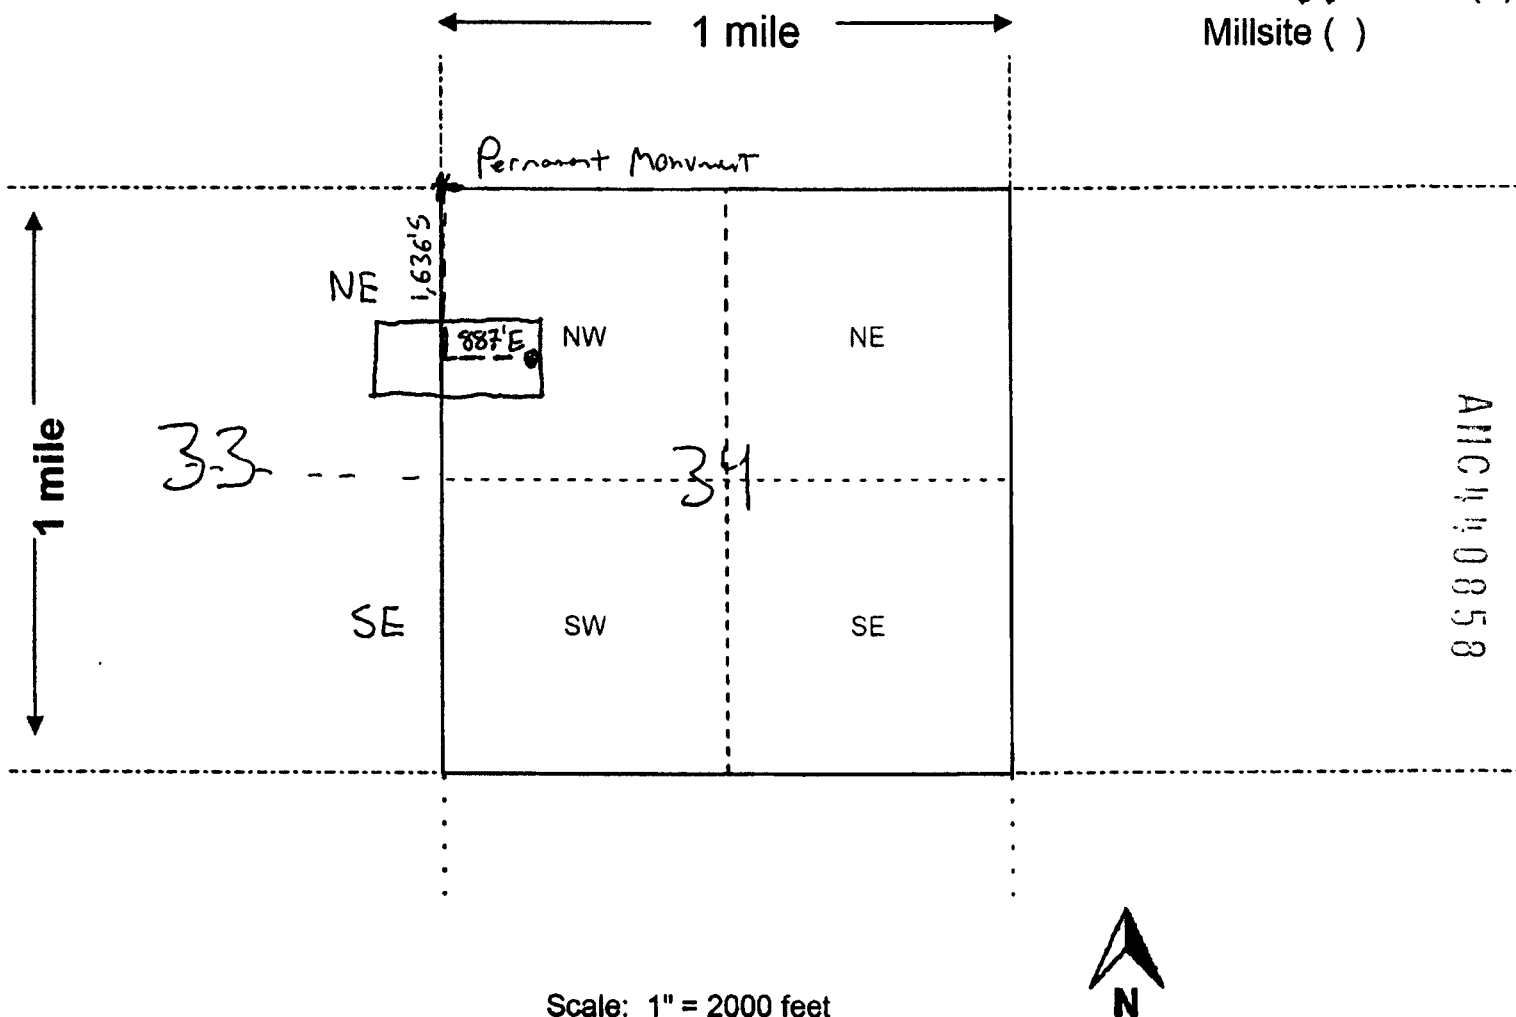 1 mile
Millsite ( )
Permanent Monument
1,636'S
NE
887'E
NW
NE
1 mile
33
34
SE
SW
SE
AMC440858
Scale: 1" = 2000 feet
N